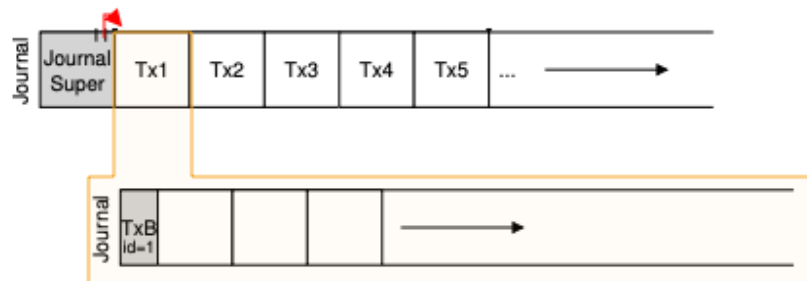 Journal
Journal
Super
Tx1
Tx2
Tx3
Tx4
Tx5
...
Journal
TxB
id=1